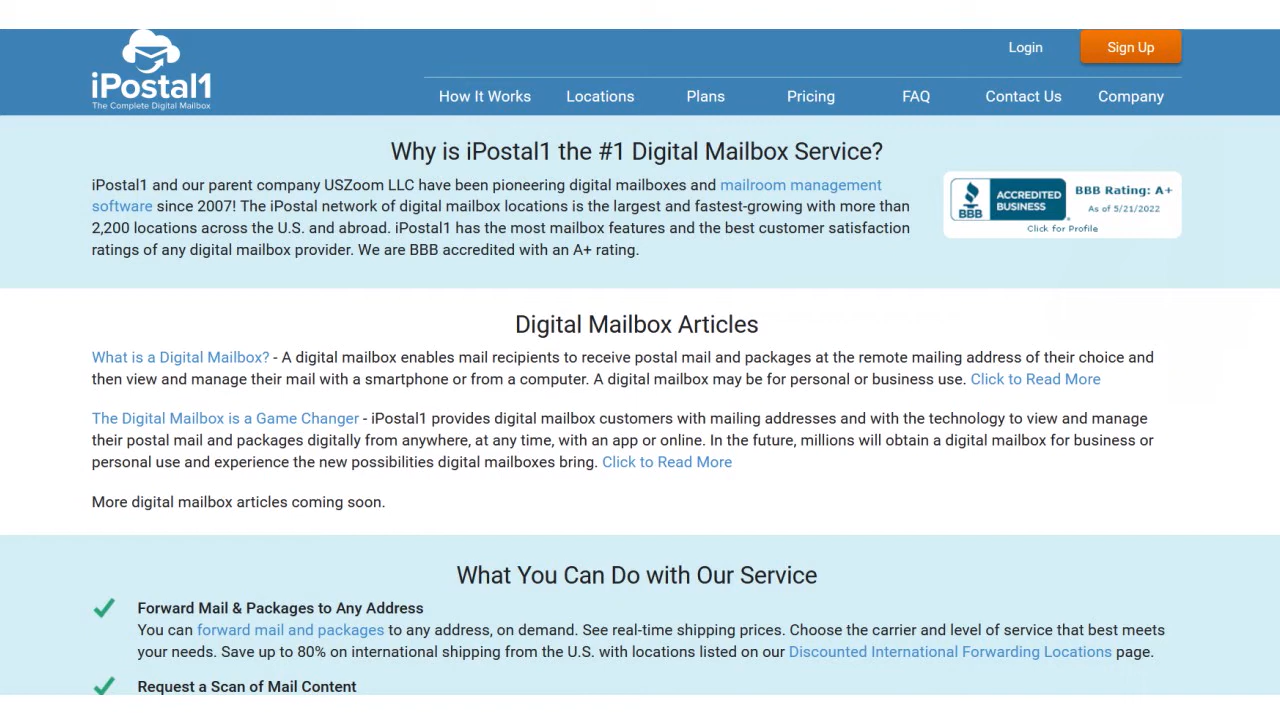 iPostal1
The Complete Digital Mailbox
Login
Sign Up
How It Works
Locations
Plans
Pricing
FAQ
Contact Us
Company
Why is iPostal1 the #1 Digital Mailbox Service?
iPostal1 and our parent company USZoom LLC have been pioneering digital mailboxes and mailroom management
software since 2007! The iPostal network of digital mailbox locations is the largest and fastest-growing with more than
2,200 locations across the U.S. and abroad. iPostal1 has the most mailbox features and the best customer satisfaction
ratings of any digital mailbox provider. We are BBB accredited with an A+ rating.
BBB
ACCREDITED
BUSINESS
BBB Rating: A+
As of 5/21/2022
Click for Profile
Digital Mailbox Articles
What is a Digital Mailbox? - A digital mailbox enables mail recipients to receive postal mail and packages at the remote mailing address of their choice and
then view and manage their mail with a smartphone or from a computer. A digital mailbox may be for personal or business use. Click to Read More
The Digital Mailbox is a Game Changer - iPostal1 provides digital mailbox customers with mailing addresses and with the technology to view and manage
their postal mail and packages digitally from anywhere, at any time, with an app or online. In the future, millions will obtain a digital mailbox for business or
personal use and experience the new possibilities digital mailboxes bring. Click to Read More
More digital mailbox articles coming soon.
What You Can Do with Our Service
Forward Mail & Packages to Any Address
You can forward mail and packages to any address, on demand. See real-time shipping prices. Choose the carrier and level of service that best meets
your needs. Save up to 80% on international shipping from the U.S. with locations listed on our Discounted International Forwarding Locations page.
Request a Scan of Mail Content